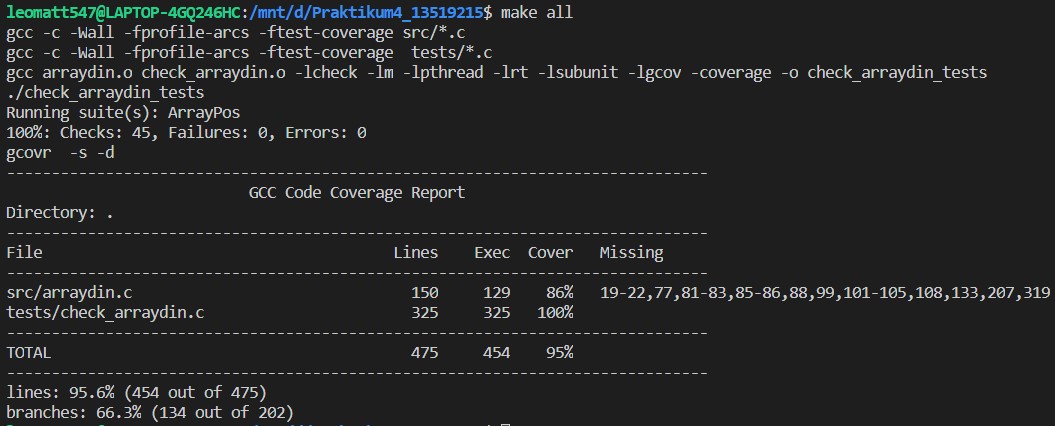 leomatt547@LAPTOP-4GQ246HC:/mnt/d/Praktikum4_13519215$ make all
gcc -c -Wall -fprofile-arcs -ftest-coverage src/*.c
gcc -c -Wall -fprofile-arcs -ftest-coverage  tests/*.c
gcc arraydin.o check_arraydin.o -lcheck -lm -lpthread -lrt -lsubunit -lgcov -coverage -o check_arraydin_tests
./check_arraydin_tests
Running suite(s): ArrayPos
100%: Checks: 45, Failures: 0, Errors: 0
gcovr  -s -d
------------------------------------------------------------------------------
                           GCC Code Coverage Report
Directory: .
------------------------------------------------------------------------------
File                                       Lines    Exec  Cover   Missing
------------------------------------------------------------------------------
src/arraydin.c                               150     129    86%   19-22,77,81-83,85-86,88,99,101-105,108,133,207,319
tests/check_arraydin.c                       325     325   100%
------------------------------------------------------------------------------
TOTAL                                        475     454    95%
------------------------------------------------------------------------------
lines: 95.6% (454 out of 475)
branches: 66.3% (134 out of 202)